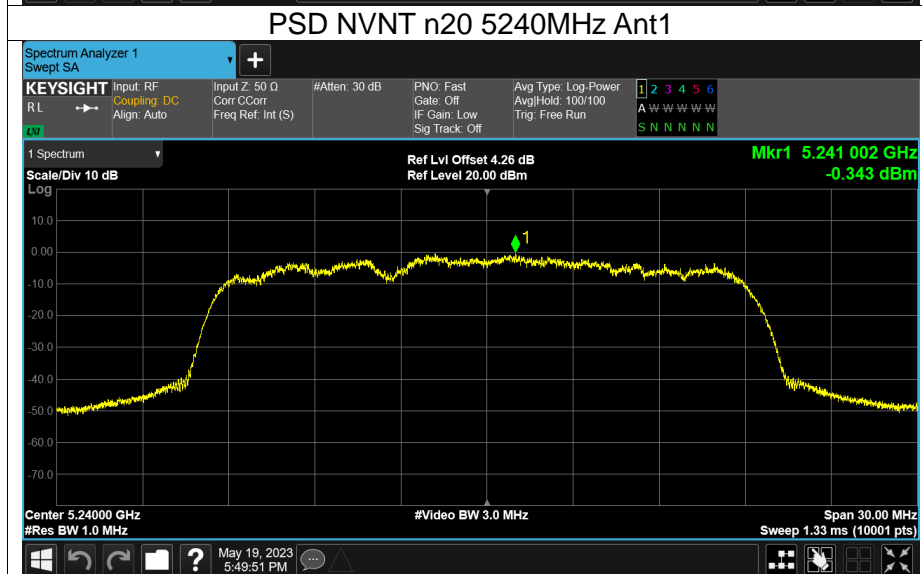 PSD NVNT n20 5240MHz Ant1
Spectrum Analyzer 1
Swept SA
+
KEYSIGHT
R L
LXI
Input: RF
Coupling: DC
Align: Auto
Input Z: 50 Ω
Corr CCorr
Freq Ref: Int (S)
#Atten: 30 dB
PNO: Fast
Gate: Off
IF Gain: Low
Sig Track: Off
Avg Type: Log-Power
Avg|Hold: 100/100
Trig: Free Run
1 2 3 4 5 6
A W W W W W
S N N N N N
1 Spectrum
Scale/Div 10 dB
Ref Lvl Offset 4.26 dB
Ref Level 20.00 dBm
Mkr1 5.241 002 GHz
-0.343 dBm
Log
10.0
0.00
-10.0
-20.0
-30.0
-40.0
-50.0
-60.0
-70.0
1
Center 5.24000 GHz
#Res BW 1.0 MHz
#Video BW 3.0 MHz
Span 30.00 MHz
Sweep 1.33 ms (10001 pts)
?
May 19, 2023
5:49:51 PM